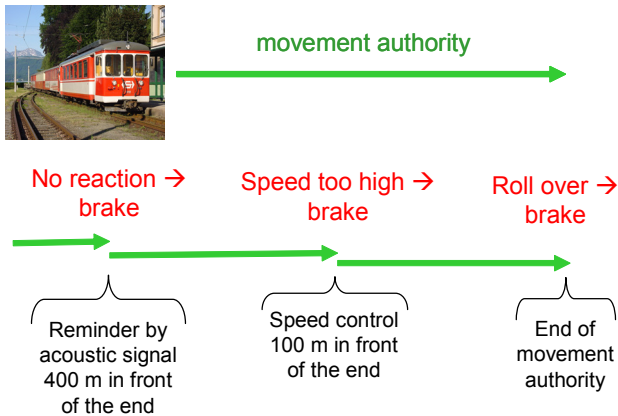 movement authority
No reaction →
brake
Speed too high →
brake
Roll over →
brake
Reminder by
acoustic signal
400 m in front
of the end
Speed control
100 m in front
of the end
End of
movement
authority